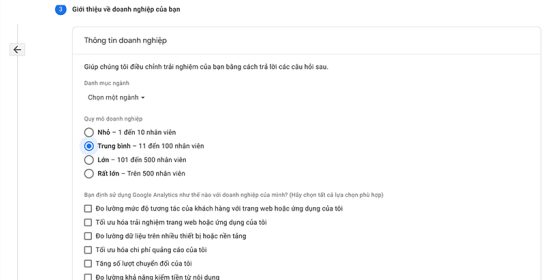 3 Giới thiệu về doanh nghiệp của bạn
Thông tin doanh nghiệp
Giúp chúng tôi điều chỉnh trải nghiệm của bạn bằng cách trả lời các câu hỏi sau.
Danh mục ngành
Chọn một ngành
Quy mô doanh nghiệp
Nhỏ – 1 đến 10 nhân viên
Trung bình – 11 đến 100 nhân viên
Lớn – 101 đến 500 nhân viên
Rất lớn – Trên 500 nhân viên
Bạn định sử dụng Google Analytics như thế nào với doanh nghiệp của mình? (Hãy chọn tất cả lựa chọn phù hợp)
Đo lường mức độ tương tác của khách hàng với trang web hoặc ứng dụng của tôi
Tối ưu hóa trải nghiệm trang web hoặc ứng dụng của tôi
Đo lường dữ liệu trên nhiều thiết bị hoặc nền tảng
Tối ưu hóa chi phí quảng cáo của tôi
Tăng số lượt chuyển đổi của tôi
Đo lường khả năng kiếm tiền từ nội dung